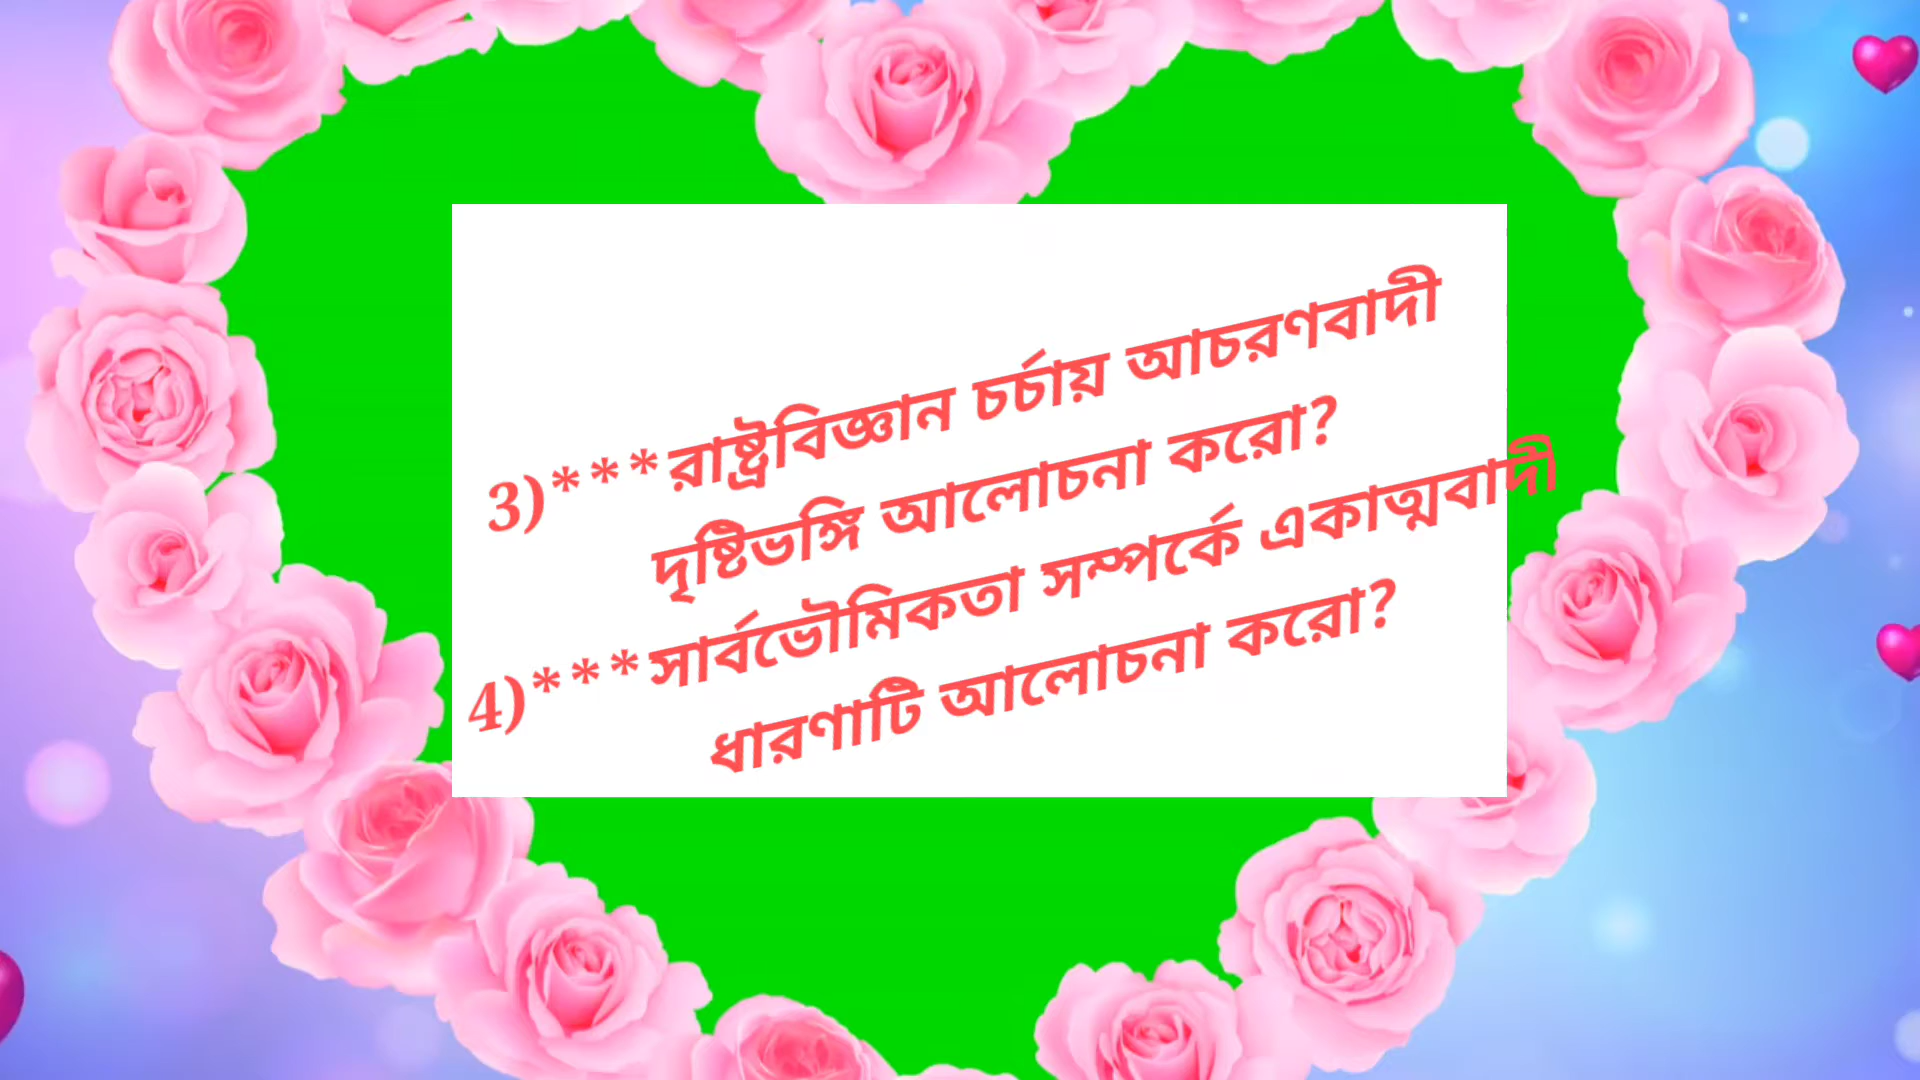 3)***রাষ্ট্রবিজ্ঞান চর্চায় আচরণবাদী
দৃষ্টিভঙ্গি আলোচনা করো?
4)***সার্বভৌমিকতা সম্পর্কে একাত্মবাদী
ধারণাটি আলোচনা করো?